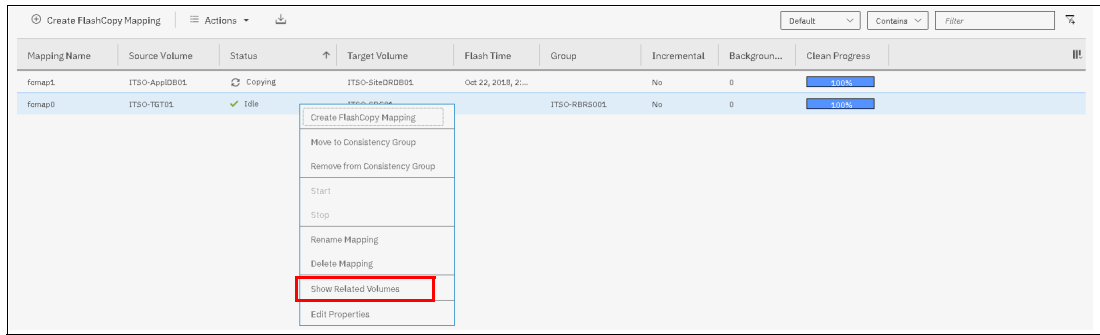 Create FlashCopy Mapping Actions Default Contains Filter
Mapping Name Source Volume Status Target Volume Flash Time Group Incremental Backgroun... Clean Progress
fcmap1 ITSO-ApplDB01 Copying ITSO-SiteDRDB01 Oct 22, 2018, 2:... No 0 100%
fcmap0 ITSO-TGT01 Idle ITSO-RBRS001 No 0 100%
Create FlashCopy Mapping
Move to Consistency Group
Remove from Consistency Group
Start
Stop
Rename Mapping
Delete Mapping
Show Related Volumes
Edit Properties